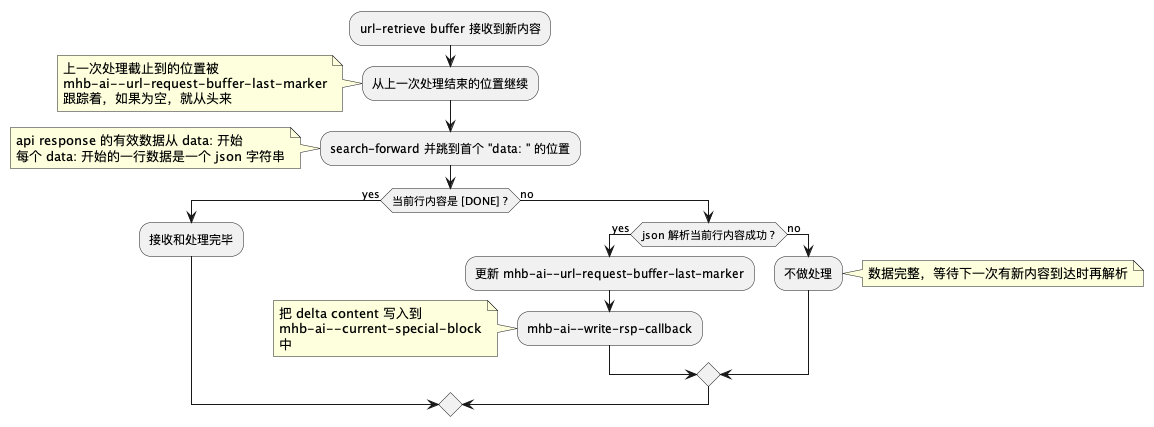 url-retrieve buffer 接收到新内容
上一次处理截止到的位置被
mhb-ai--url-request-buffer-last-marker
跟踪着，如果为空，就从头来
从上一次处理结束的位置继续
api response 的有效数据从 data: 开始
每个 data: 开始的一行数据是一个 json 字符串
search-forward 并跳到首个 "data: " 的位置
yes
当前行内容是 [DONE] ?
no
接收和处理完毕
yes
json 解析当前行内容成功 ?
no
更新 mhb-ai--url-request-buffer-last-marker
不做处理
数据完整，等待下一次有新内容到达时再解析
把 delta content 写入到
mhb-ai--current-special-block
中
mhb-ai--write-rsp-callback